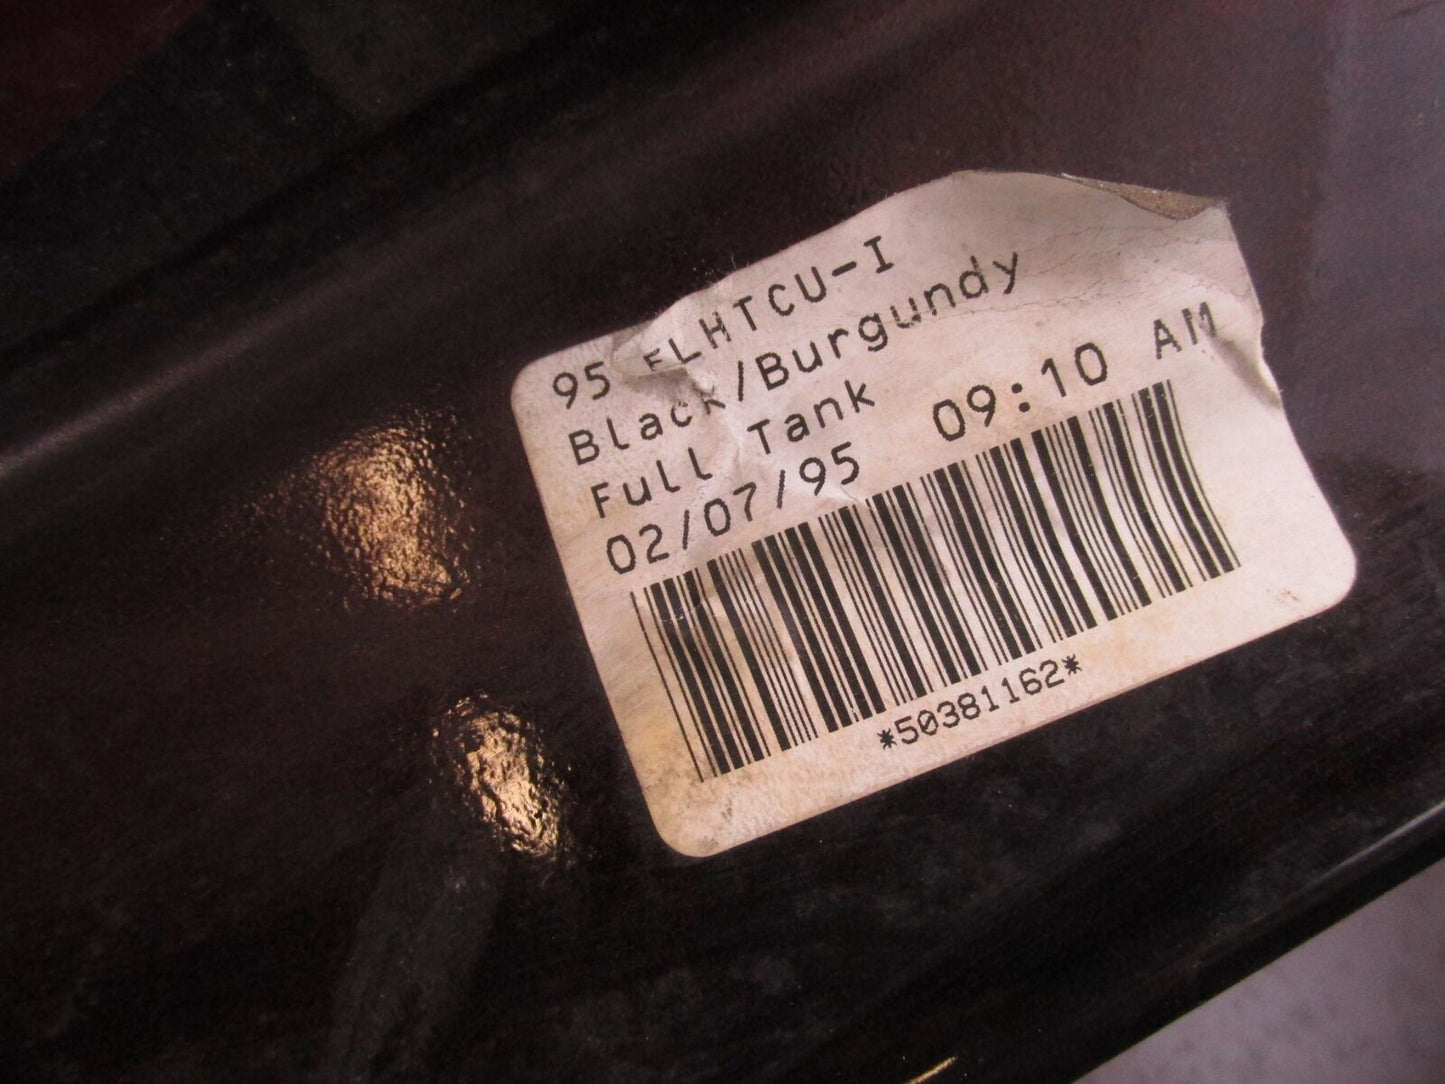 95 FLHTCU-I
Black/Burgundy
Full Tank
02/07/95 09:10 AM
*50381162*